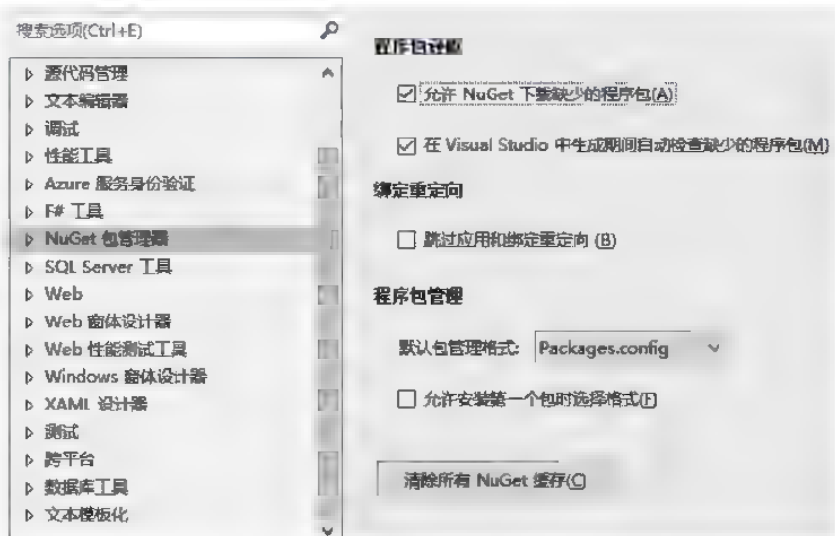 搜索选项(Ctrl+E)
源代码管理
文本编辑器
调试
性能工具
Azure 服务身份验证
F# 工具
NuGet 包管理器
SQL Server 工具
Web
Web 窗体设计器
Web 性能测试工具
Windows 窗体设计器
XAML 设计器
测试
跨平台
数据库工具
文本模板化
程序包还原
允许 NuGet 下载缺少的程序包(A)
在 Visual Studio 中生成期间自动检查缺少的程序包(M)
绑定重定向
跳过应用和绑定重定向 (B)
程序包管理
默认包管理格式: Packages.config
允许安装第一个包时选择格式(F)
清除所有 NuGet 缓存(C)